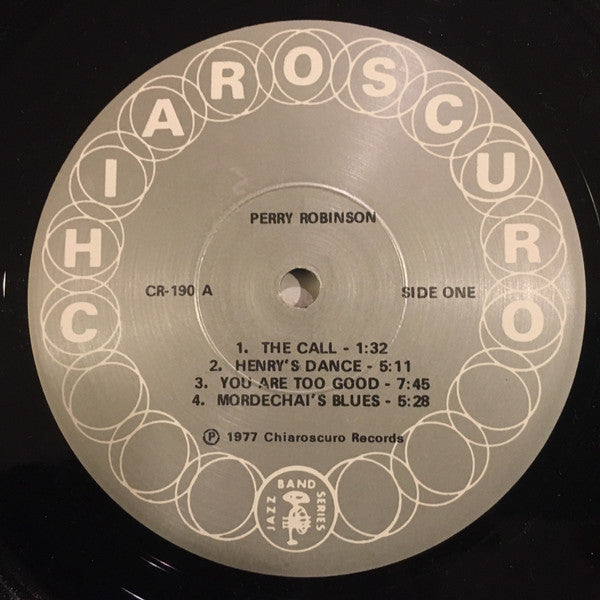 CHIAROSCURO
PERRY ROBINSON
CR-190 A
SIDE ONE
1. THE CALL - 1:32
2. HENRY'S DANCE - 5:11
3. YOU ARE TOO GOOD - 7:45
4. MORDECHAI'S BLUES - 5:28
Ⓟ 1977 Chiaroscuro Records
JAZZ BAND SERIES